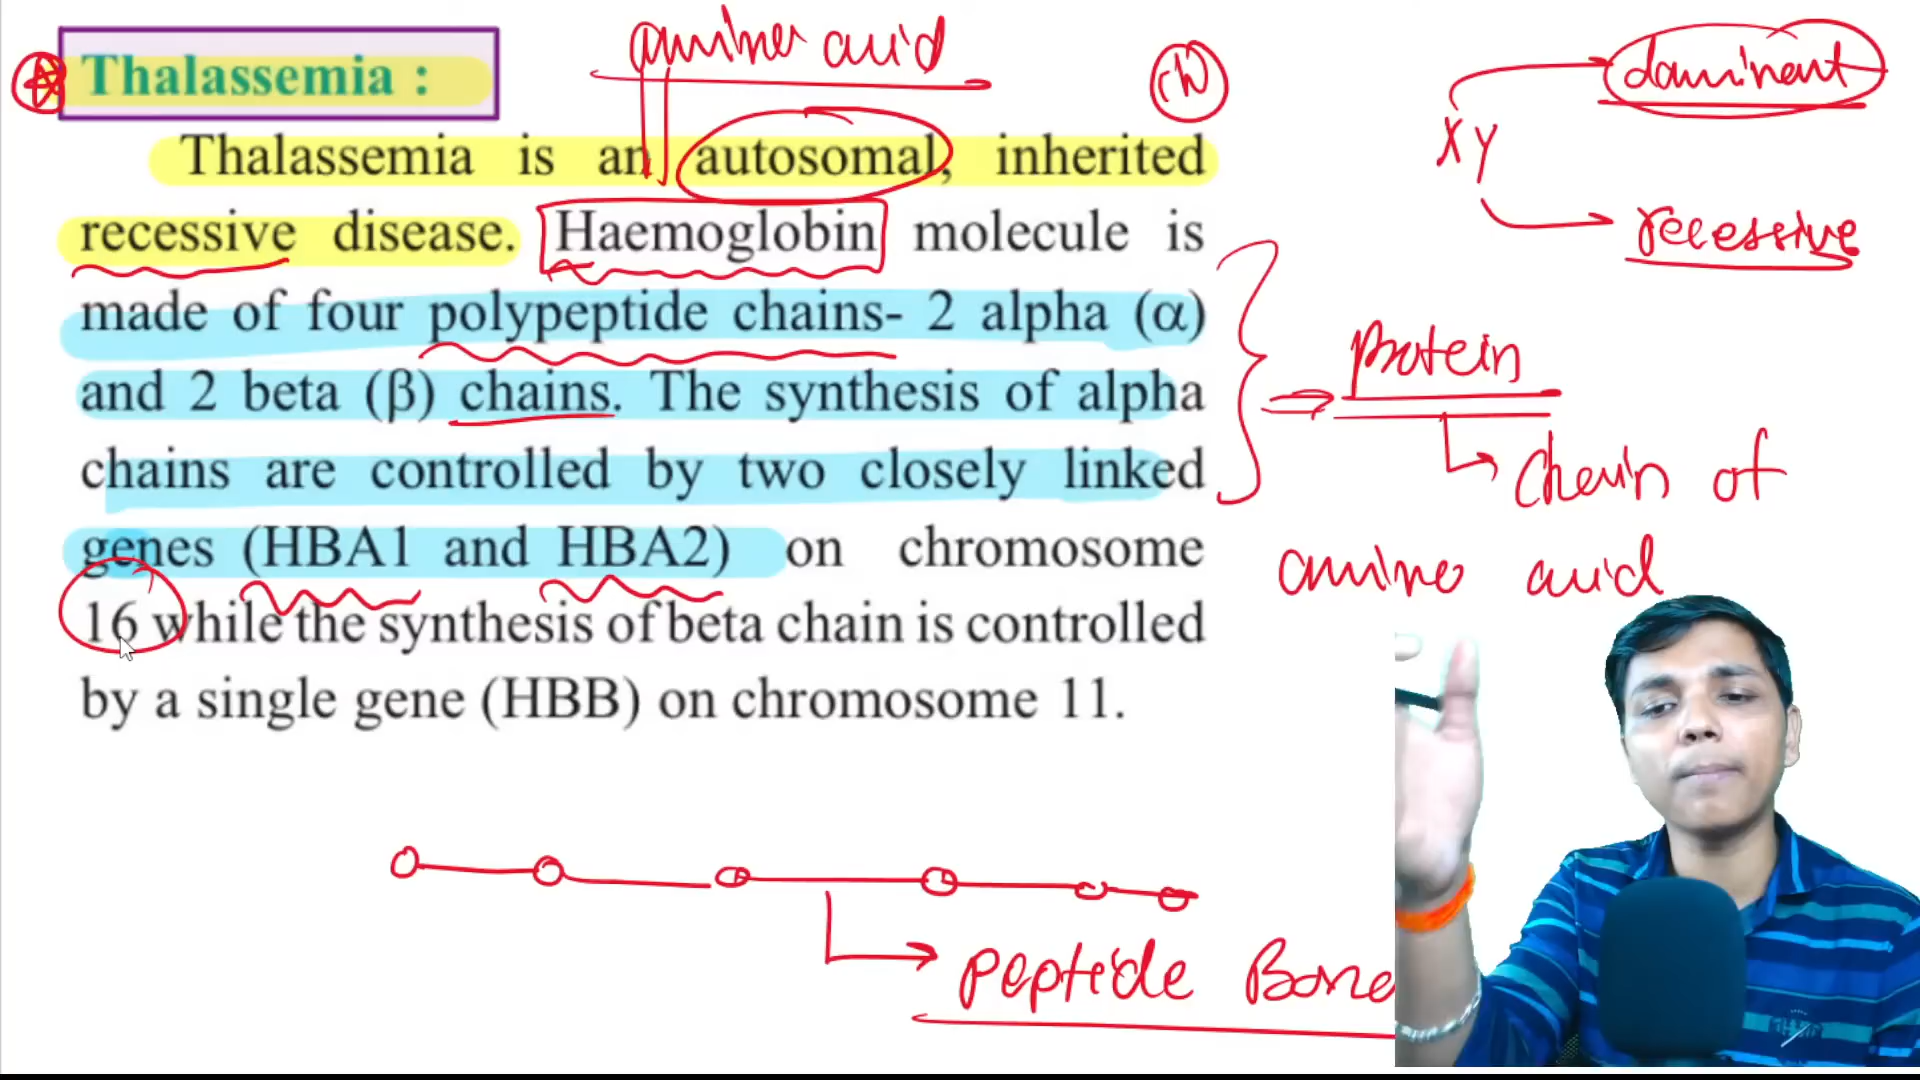 Thalassemia :
amino acid
dominant
xy
recessive
Thalassemia is an autosomal, inherited
recessive disease. Haemoglobin molecule is
made of four polypeptide chains- 2 alpha (α)
and 2 beta (β) chains. The synthesis of alpha
chains are controlled by two closely linked
genes (HBA1 and HBA2) on chromosome
16 while the synthesis of beta chain is controlled
by a single gene (HBB) on chromosome 11.
Protein
Chain of
amino acid
Peptide Bond